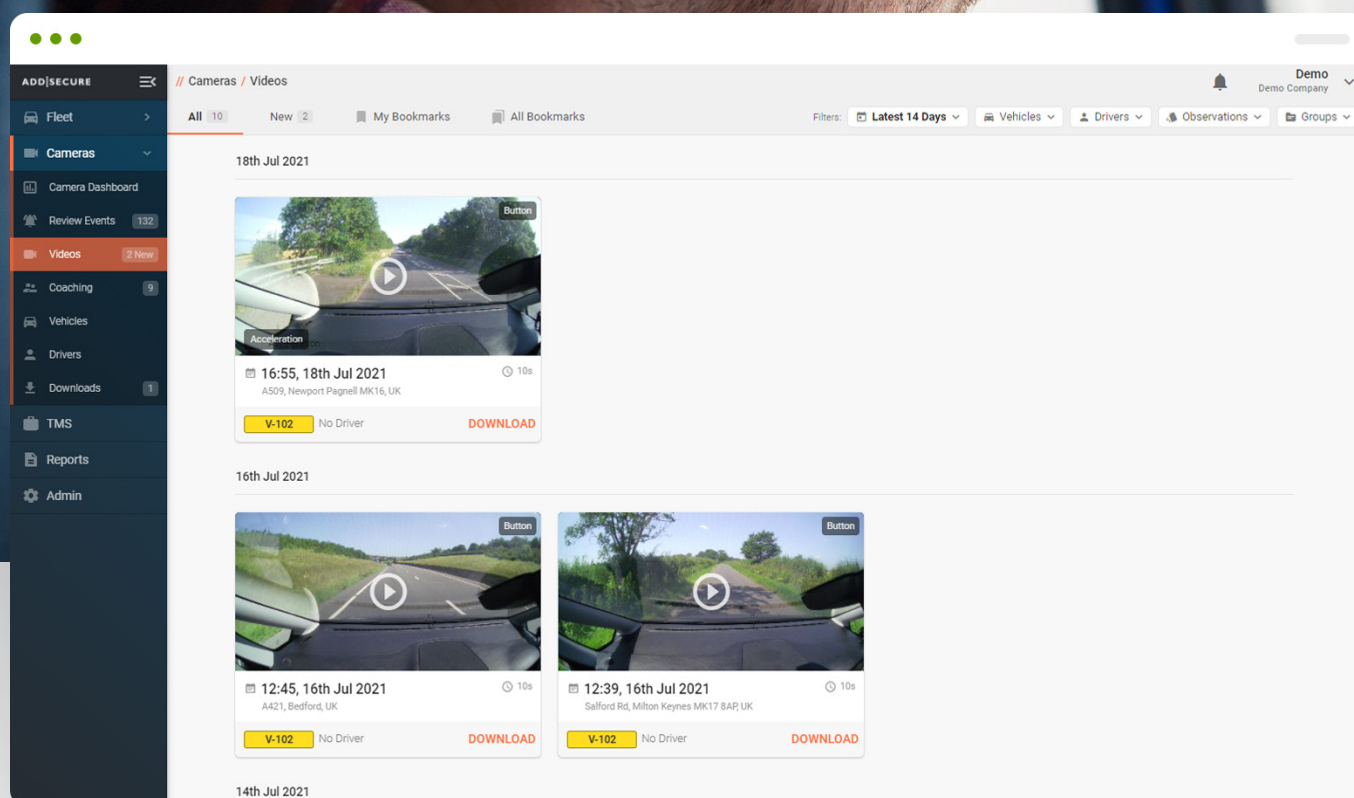 ADD|SECURE
// Cameras / Videos
Demo
Demo Company
Fleet
Cameras
Camera Dashboard
Review Events 132
Videos 2 New
Coaching 9
Vehicles
Drivers
Downloads 1
TMS
Reports
Admin
All 10 New 2 My Bookmarks All Bookmarks
Filters: Latest 14 Days Vehicles Drivers Observations Groups
18th Jul 2021
Button
Acceleration
16:55, 18th Jul 2021 10s
A509, Newport Pagnell MK16, UK
V-102 No Driver DOWNLOAD
16th Jul 2021
Button
12:45, 16th Jul 2021 10s
A421, Bedford, UK
V-102 No Driver DOWNLOAD
Button
12:39, 16th Jul 2021 10s
Salford Rd, Milton Keynes MK17 8AP, UK
V-102 No Driver DOWNLOAD
14th Jul 2021